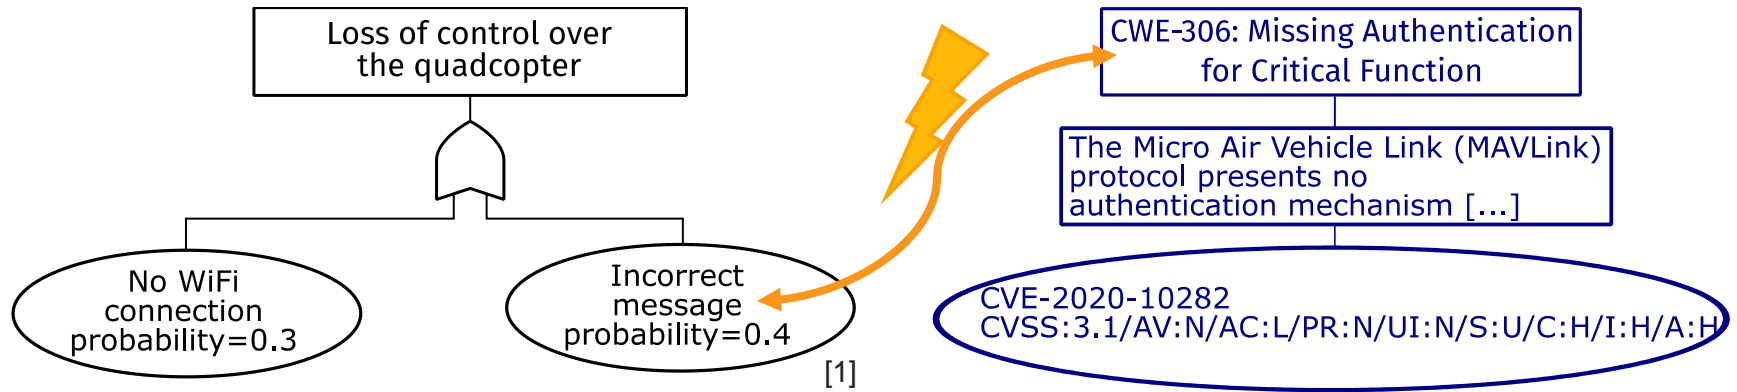 Loss of control over
the quadcopter
No WiFi
connection
probability=0.3
Incorrect
message
probability=0.4
[1]
CWE-306: Missing Authentication
for Critical Function
The Micro Air Vehicle Link (MAVLink)
protocol presents no
authentication mechanism [...]
CVE-2020-10282
CVSS:3.1/AV:N/AC:L/PR:N/UI:N/S:U/C:H/I:H/A:H